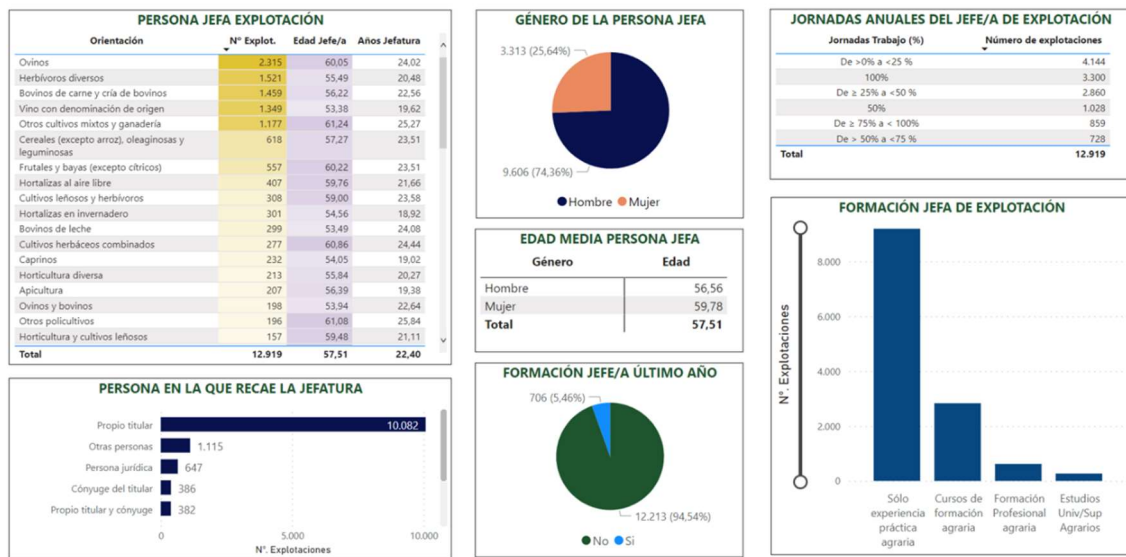 PERSONA JEFA EXPLOTACIÓN
Orientación Nº Explot. Edad Jefe/a Años Jefatura
Ovinos 2.315 60,05 24,02
Herbívoros diversos 1.521 55,49 20,48
Bovinos de carne y cría de bovinos 1.459 56,22 22,56
Vino con denominación de origen 1.349 53,38 19,62
Otros cultivos mixtos y ganadería 1.177 61,24 25,27
Cereales (excepto arroz), oleaginosas y
leguminosas 618 57,27 23,51
Frutales y bayas (excepto cítricos) 557 60,22 23,51
Hortalizas al aire libre 407 59,76 21,66
Cultivos leñosos y herbívoros 308 59,00 23,58
Hortalizas en invernadero 301 54,56 18,92
Bovinos de leche 299 53,49 24,08
Cultivos herbáceos combinados 277 60,86 24,44
Caprinos 232 54,05 19,02
Horticultura diversa 213 55,84 20,27
Apicultura 207 56,39 19,38
Ovinos y bovinos 198 53,94 22,64
Otros policultivos 196 61,08 25,84
Horticultura y cultivos leñosos 157 59,48 21,11
Total 12.919 57,51 22,40
PERSONA EN LA QUE RECAE LA JEFATURA
Propio titular 10.082
Otras personas 1.115
Persona jurídica 647
Cónyuge del titular 386
Propio titular y cónyuge 382
0 5.000 10.000
Nº. Explotaciones
GÉNERO DE LA PERSONA JEFA
3.313 (25,64%)
9.606 (74,36%)
Hombre Mujer
EDAD MEDIA PERSONA JEFA
Género Edad
Hombre 56,56
Mujer 59,78
Total 57,51
FORMACIÓN JEFE/A ÚLTIMO AÑO
706 (5,46%)
12.213 (94,54%)
No Si
JORNADAS ANUALES DEL JEFE/A DE EXPLOTACIÓN
Jornadas Trabajo (%) Número de explotaciones
De >0% a <25 % 4.144
100% 3.300
De ≥ 25% a <50 % 2.860
50% 1.028
De ≥ 75% a < 100% 859
De > 50% a <75 % 728
Total 12.919
FORMACIÓN JEFA DE EXPLOTACIÓN
Nº. Explotaciones
8.000
6.000
4.000
2.000
0
Sólo experiencia práctica agraria
Cursos de formación agraria
Formación Profesional agraria
Estudios Univ/Sup Agrarios